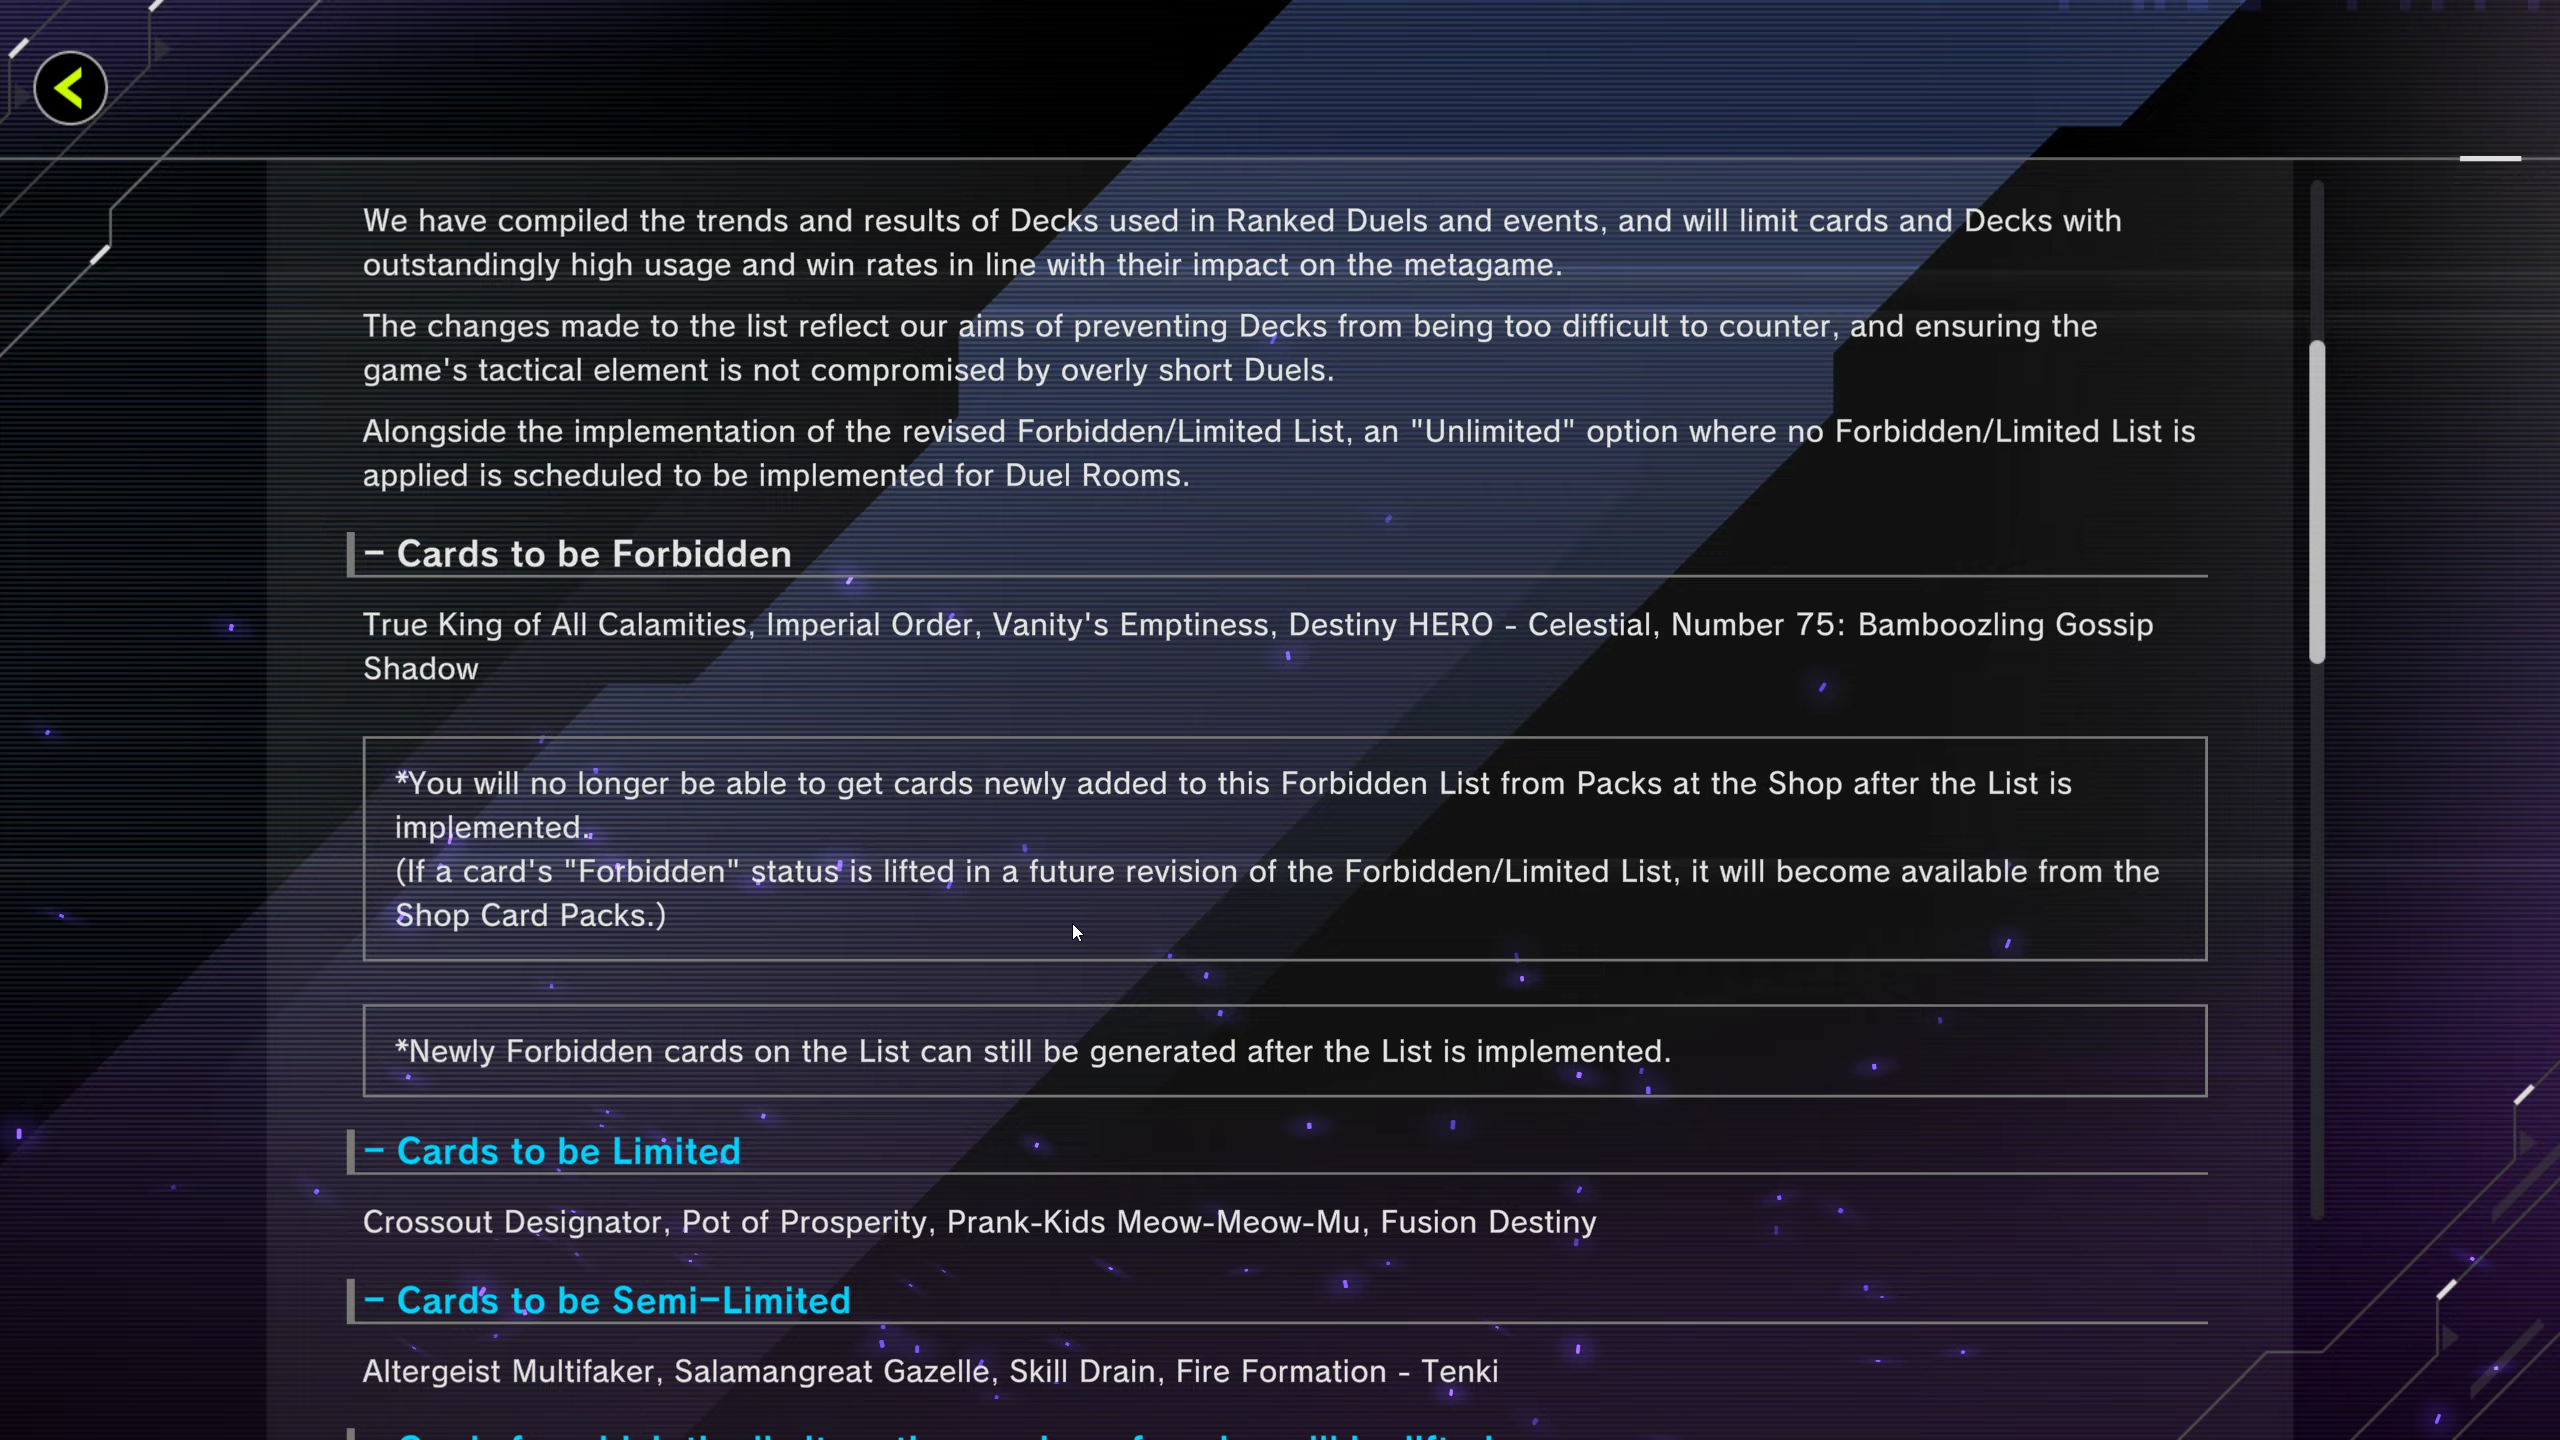 We have compiled the trends and results of Decks used in Ranked Duels and events, and will limit cards and Decks with
outstandingly high usage and win rates in line with their impact on the metagame.
The changes made to the list reflect our aims of preventing Decks from being too difficult to counter, and ensuring the
game's tactical element is not compromised by overly short Duels.
Alongside the implementation of the revised Forbidden/Limited List, an "Unlimited" option where no Forbidden/Limited List is
applied is scheduled to be implemented for Duel Rooms.
– Cards to be Forbidden
True King of All Calamities, Imperial Order, Vanity's Emptiness, Destiny HERO - Celestial, Number 75: Bamboozling Gossip
Shadow
*You will no longer be able to get cards newly added to this Forbidden List from Packs at the Shop after the List is
implemented.
(If a card's "Forbidden" status is lifted in a future revision of the Forbidden/Limited List, it will become available from the
Shop Card Packs.)
*Newly Forbidden cards on the List can still be generated after the List is implemented.
– Cards to be Limited
Crossout Designator, Pot of Prosperity, Prank-Kids Meow-Meow-Mu, Fusion Destiny
– Cards to be Semi-Limited
Altergeist Multifaker, Salamangreat Gazelle, Skill Drain, Fire Formation - Tenki